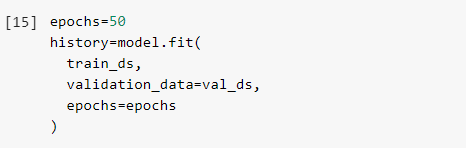 [15] epochs=50
history=model.fit(
  train_ds,
  validation_data=val_ds,
  epochs=epochs
)